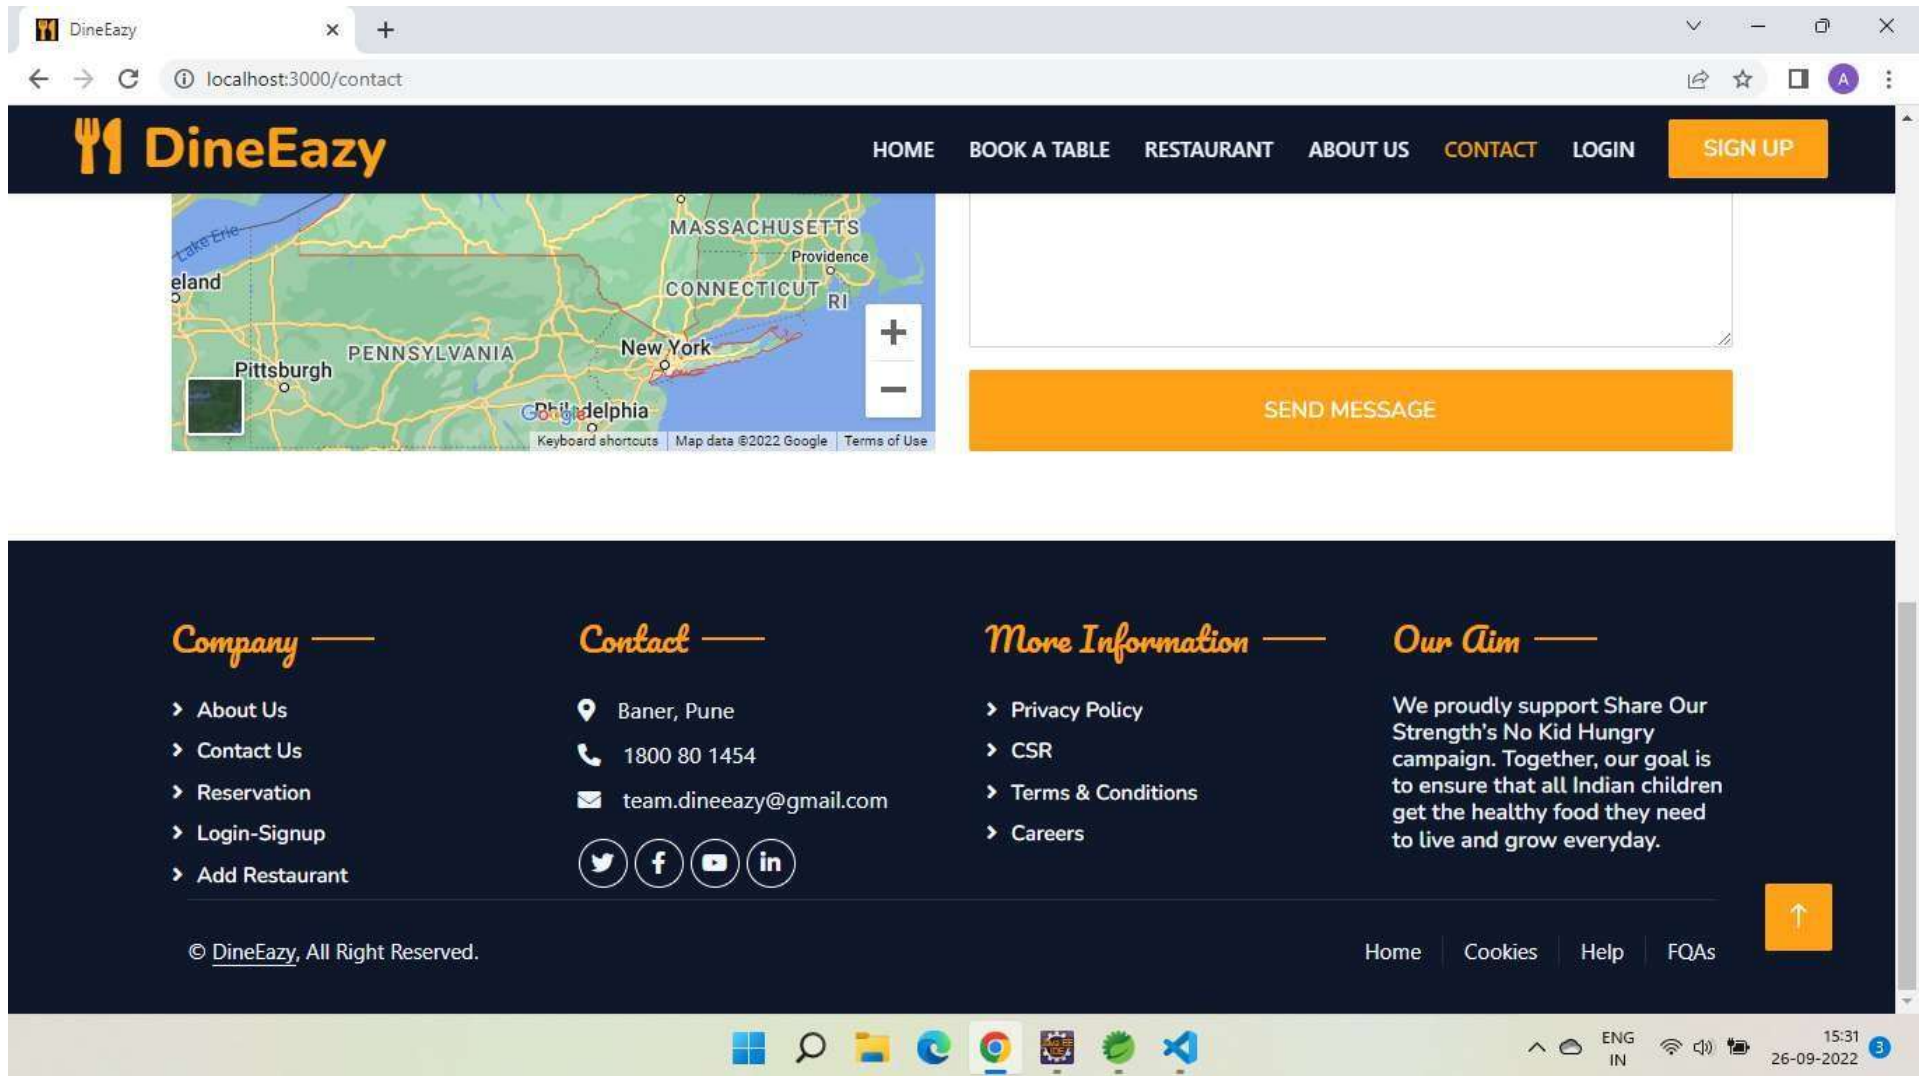 DineEazy
localhost:3000/contact
A
DineEazy
HOME BOOK A TABLE RESTAURANT ABOUT US CONTACT LOGIN SIGN UP
Lake Erie
MASSACHUSETTS
Providence
eland
CONNECTICUT
RI
PENNSYLVANIA
New York
Pittsburgh
Google
Philadelphia
Keyboard shortcuts Map data ©2022 Google Terms of Use
SEND MESSAGE
Company
About Us
Contact Us
Reservation
Login-Signup
Add Restaurant
Contact
Baner, Pune
1800 80 1454
team.dineeazy@gmail.com
More Information
Privacy Policy
CSR
Terms & Conditions
Careers
Our Aim
We proudly support Share Our
Strength's No Kid Hungry
campaign. Together, our goal is
to ensure that all Indian children
get the healthy food they need
to live and grow everyday.
© DineEazy, All Right Reserved.
Home Cookies Help FQAs
ENG
IN
15:31
26-09-2022
3